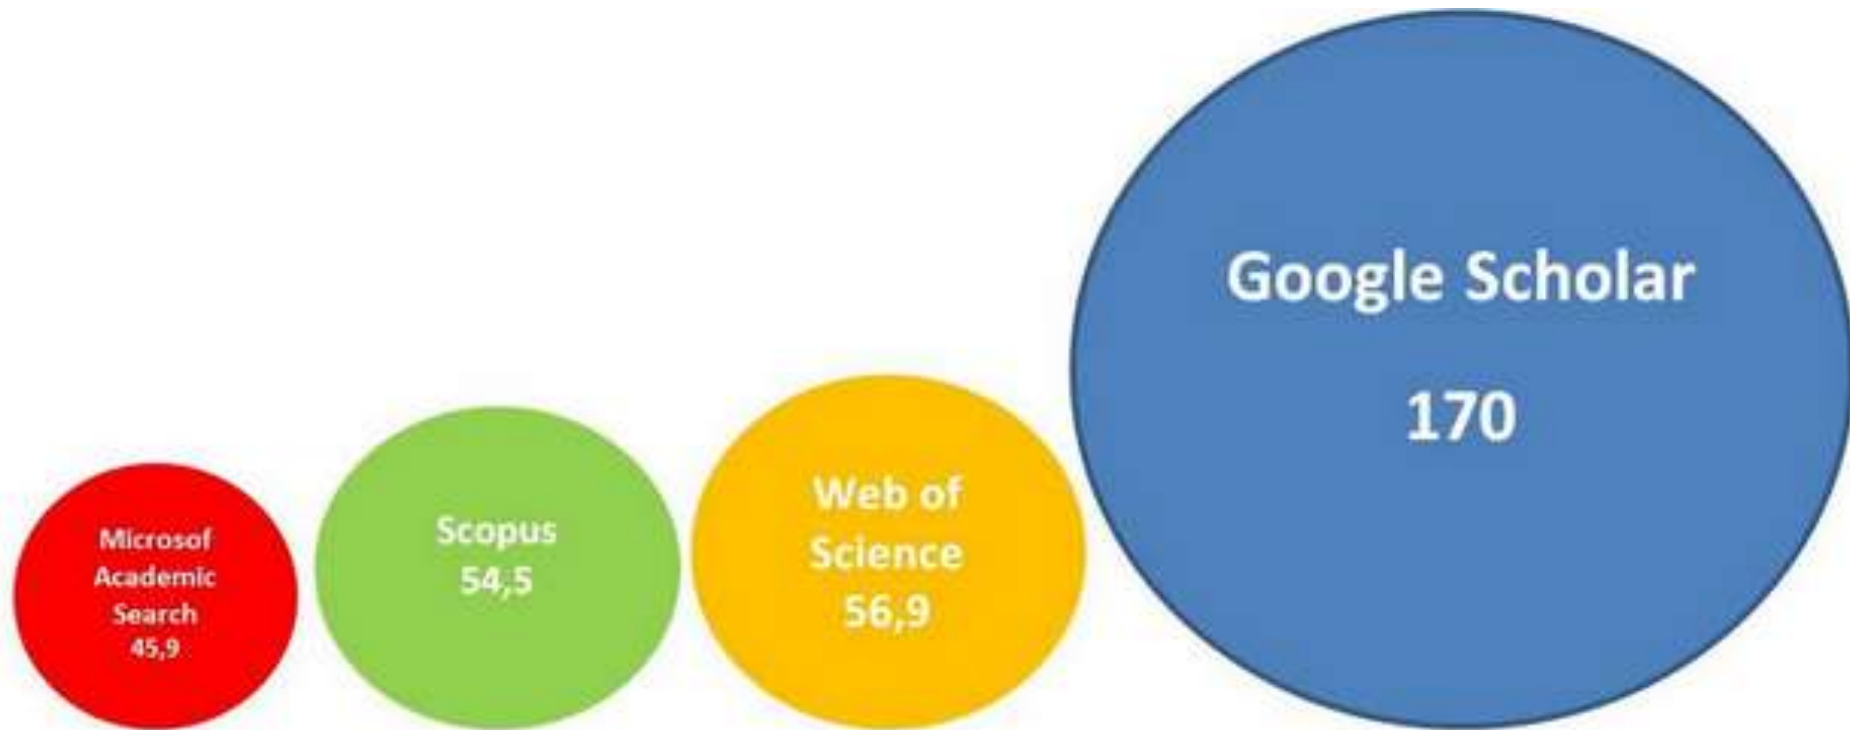 Microsof
Academic
Search
45,9
Scopus
54,5
Web of
Science
56,9
Google Scholar
170